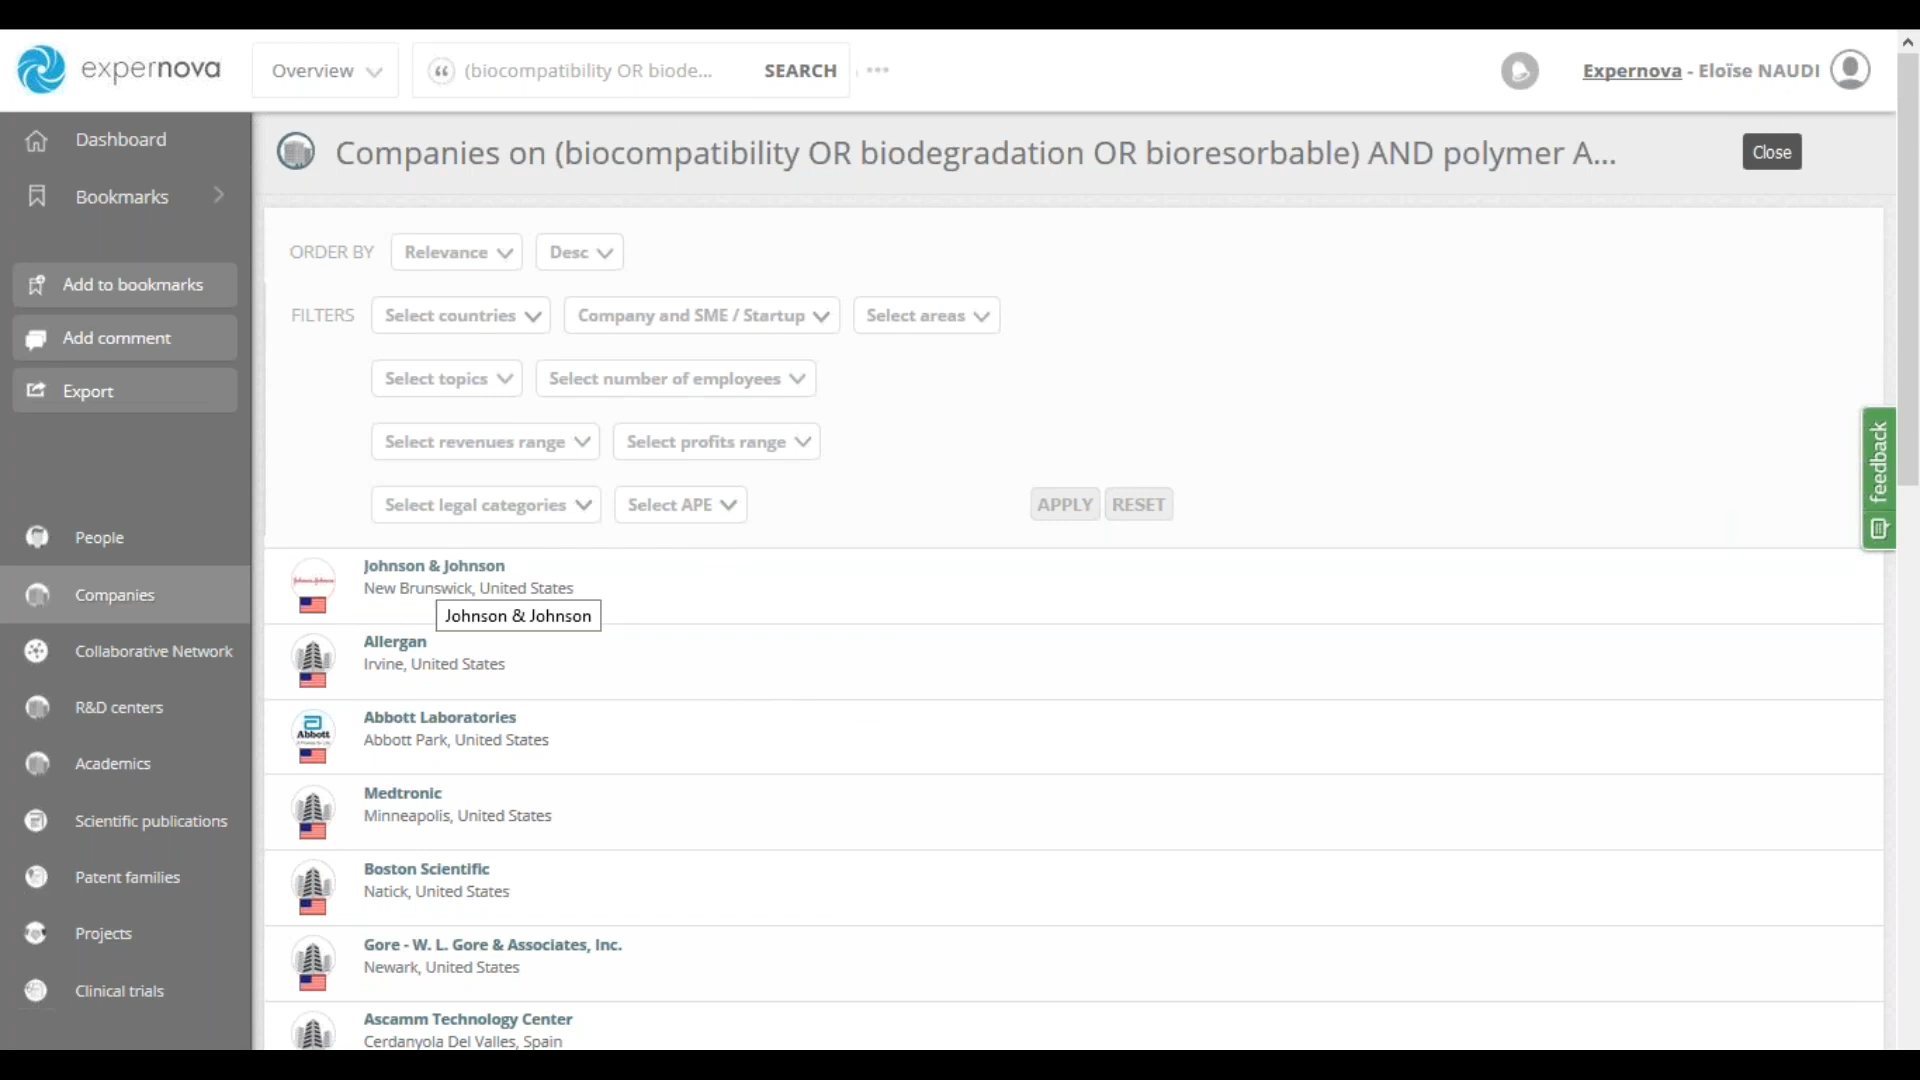 expernova
Overview
(biocompatibility OR biode...
SEARCH
Expernova - Eloïse NAUDI
Dashboard
Bookmarks
Add to bookmarks
Add comment
Export
People
Companies
Collaborative Network
R&D centers
Academics
Scientific publications
Patent families
Projects
Clinical trials
Companies on (biocompatibility OR biodegradation OR bioresorbable) AND polymer A...
Close
ORDER BY Relevance Desc
FILTERS Select countries Company and SME / Startup Select areas
Select topics Select number of employees
Select revenues range Select profits range
Select legal categories Select APE APPLY RESET
feedback
Johnson & Johnson
New Brunswick, United States
Johnson & Johnson
Allergan
Irvine, United States
Abbott
Abbott Laboratories
Abbott Park, United States
Medtronic
Minneapolis, United States
Boston Scientific
Natick, United States
Gore - W. L. Gore & Associates, Inc.
Newark, United States
Ascamm Technology Center
Cerdanyola Del Valles, Spain